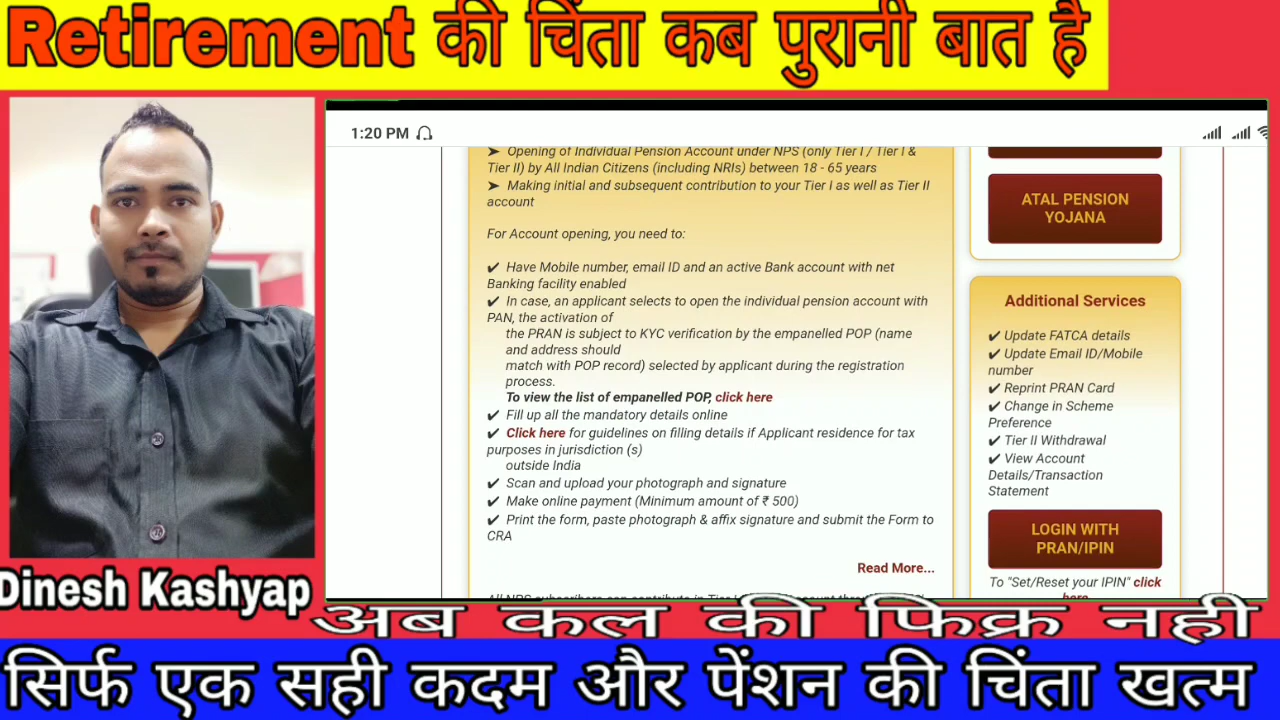 Retirement की चिंता कब पुरानी बात है
1:20 PM
➤ Opening of Individual Pension Account under NPS (only Tier I / Tier I &
Tier II) by All Indian Citizens (including NRIs) between 18 - 65 years
➤ Making initial and subsequent contribution to your Tier I as well as Tier II
account
For Account opening, you need to:
✔ Have Mobile number, email ID and an active Bank account with net
Banking facility enabled
✔ In case, an applicant selects to open the individual pension account with
PAN, the activation of
the PRAN is subject to KYC verification by the empanelled POP (name
and address should
match with POP record) selected by applicant during the registration
process.
To view the list of empanelled POP, click here
✔ Fill up all the mandatory details online
✔ Click here for guidelines on filling details if Applicant residence for tax
purposes in jurisdiction (s)
outside India
✔ Scan and upload your photograph and signature
✔ Make online payment (Minimum amount of ₹ 500)
✔ Print the form, paste photograph & affix signature and submit the Form to
CRA
Read More...
ATAL PENSION
YOJANA
Additional Services
✔ Update FATCA details
✔ Update Email ID/Mobile
number
✔ Reprint PRAN Card
✔ Change in Scheme
Preference
✔ Tier II Withdrawal
✔ View Account
Details/Transaction
Statement
LOGIN WITH
PRAN/IPIN
To "Set/Reset your IPIN" click
here
Dinesh Kashyap
अब कल की फिक्र नही
सिर्फ एक सही कदम और पेंशन की चिंता खत्म